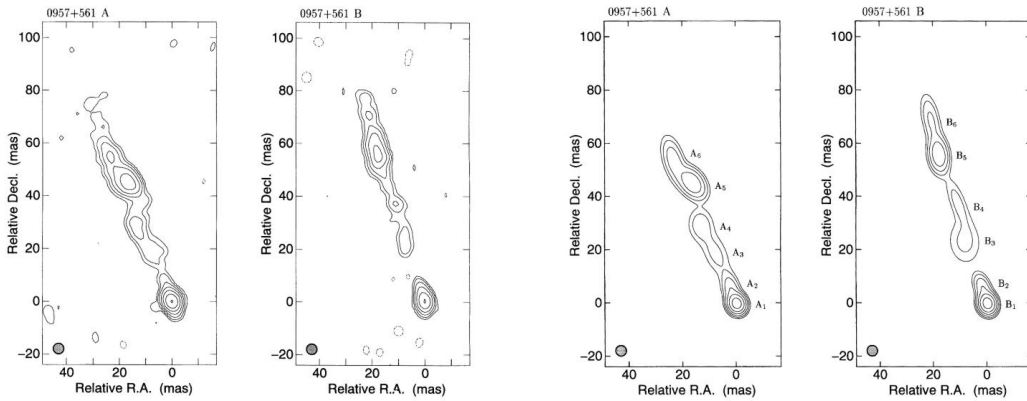 0957+561 A
100
80
60
40
20
0
−20
Relative Decl. (mas)
40 20 0
Relative R.A. (mas)
0957+561 B
100
80
60
40
20
0
−20
Relative Decl. (mas)
40 20 0
Relative R.A. (mas)
0957+561 A
100
80
60
40
20
0
−20
Relative Decl. (mas)
A6
A5
A4
A3
A2
A1
40 20 0
Relative R.A. (mas)
0957+561 B
100
80
60
40
20
0
−20
Relative Decl. (mas)
B6
B5
B4
B3
B2
B1
40 20 0
Relative R.A. (mas)